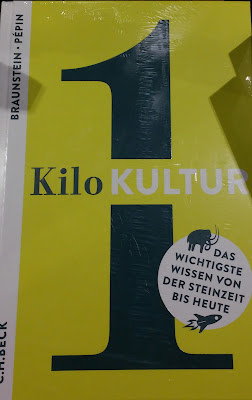 BRAUNSTEIN · PÉPIN
1
Kilo KULTUR
DAS
WICHTIGSTE
WISSEN VON
DER STEINZEIT
BIS HEUTE
C.H.BECK